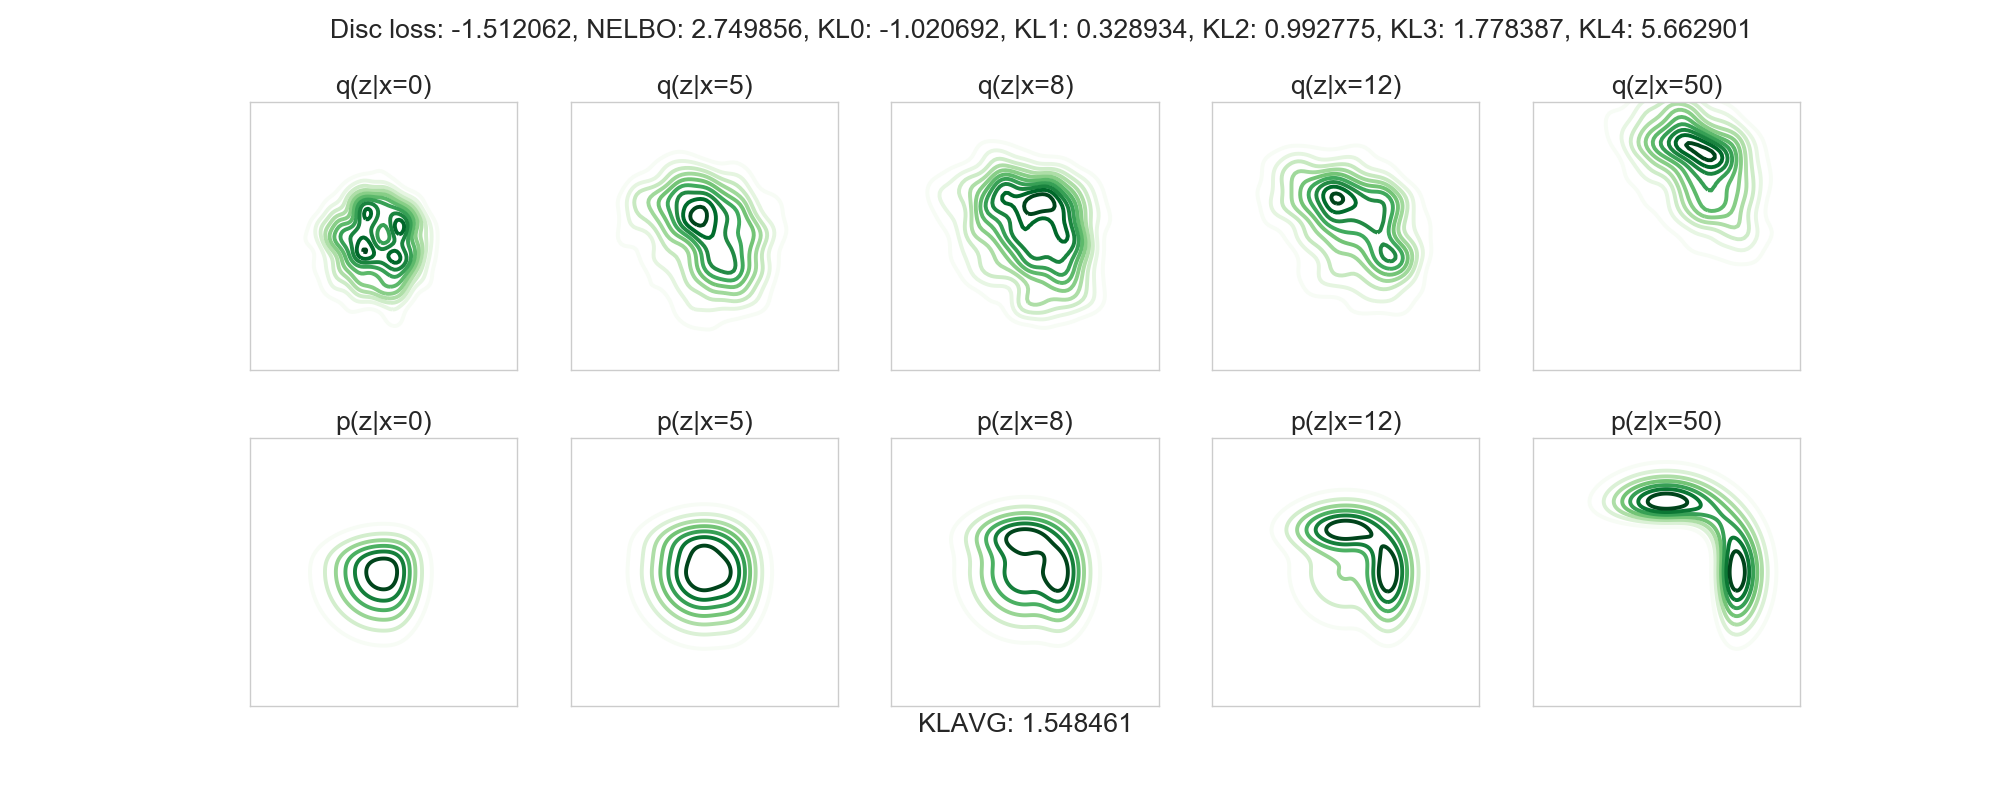 Disc loss: -1.512062, NELBO: 2.749856, KL0: -1.020692, KL1: 0.328934, KL2: 0.992775, KL3: 1.778387, KL4: 5.662901
q(z|x=0) q(z|x=5) q(z|x=8) q(z|x=12) q(z|x=50)
p(z|x=0) p(z|x=5) p(z|x=8) p(z|x=12) p(z|x=50)
KLAVG: 1.548461